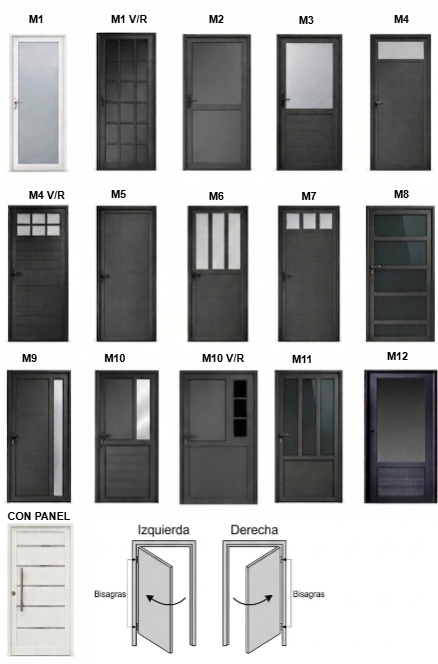 M1
M1 V/R
M2
M3
M4
M4 V/R
M5
M6
M7
M8
M9
M10
M10 V/R
M11
M12
CON PANEL
Izquierda
Derecha
Bisagras
Bisagras